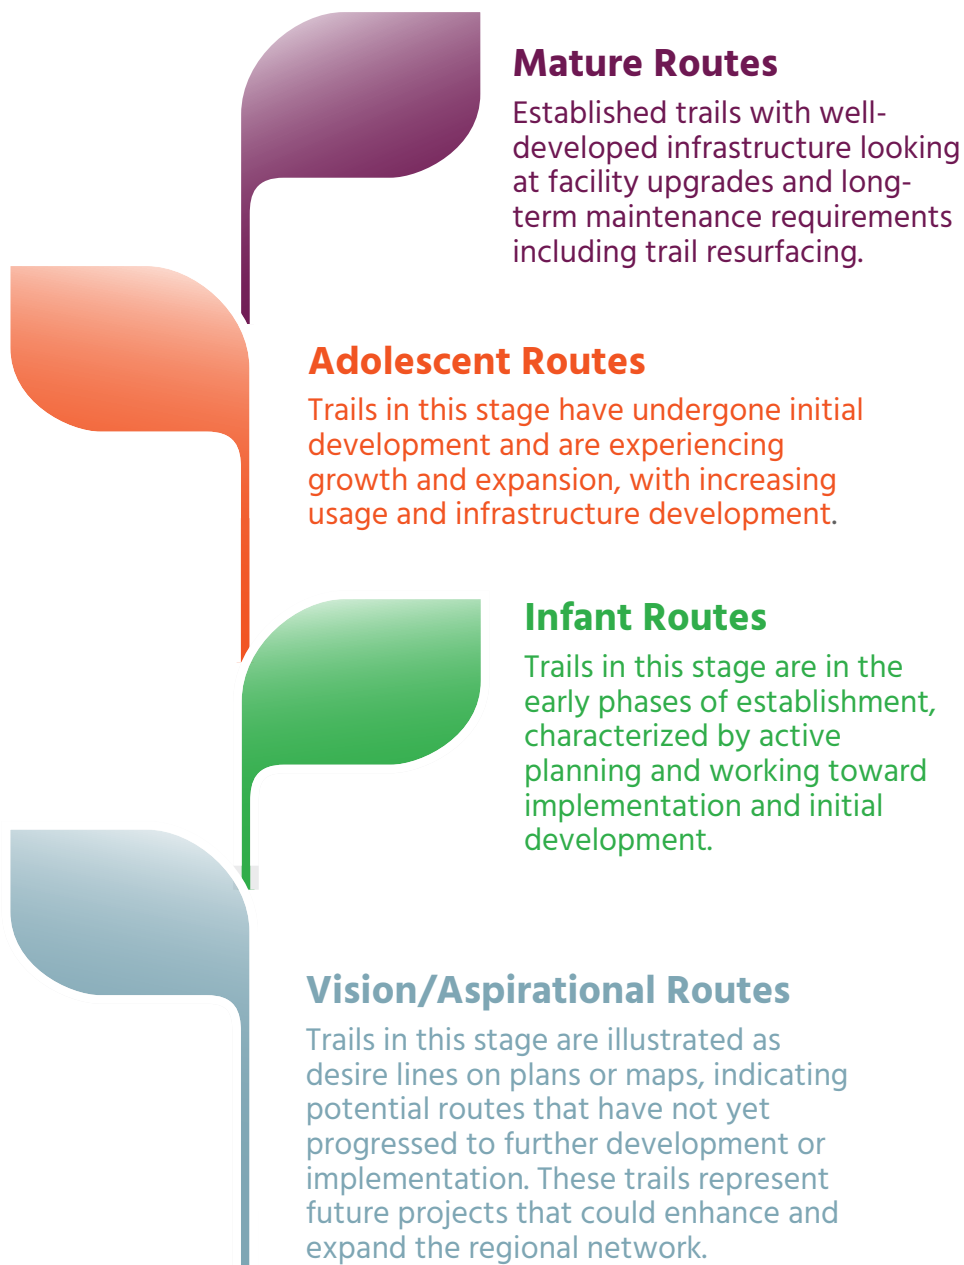 Mature Routes
Established trails with well-
developed infrastructure looking
at facility upgrades and long-
term maintenance requirements
including trail resurfacing.
Adolescent Routes
Trails in this stage have undergone initial
development and are experiencing
growth and expansion, with increasing
usage and infrastructure development.
Infant Routes
Trails in this stage are in the
early phases of establishment,
characterized by active
planning and working toward
implementation and initial
development.
Vision/Aspirational Routes
Trails in this stage are illustrated as
desire lines on plans or maps, indicating
potential routes that have not yet
progressed to further development or
implementation. These trails represent
future projects that could enhance and
expand the regional network.